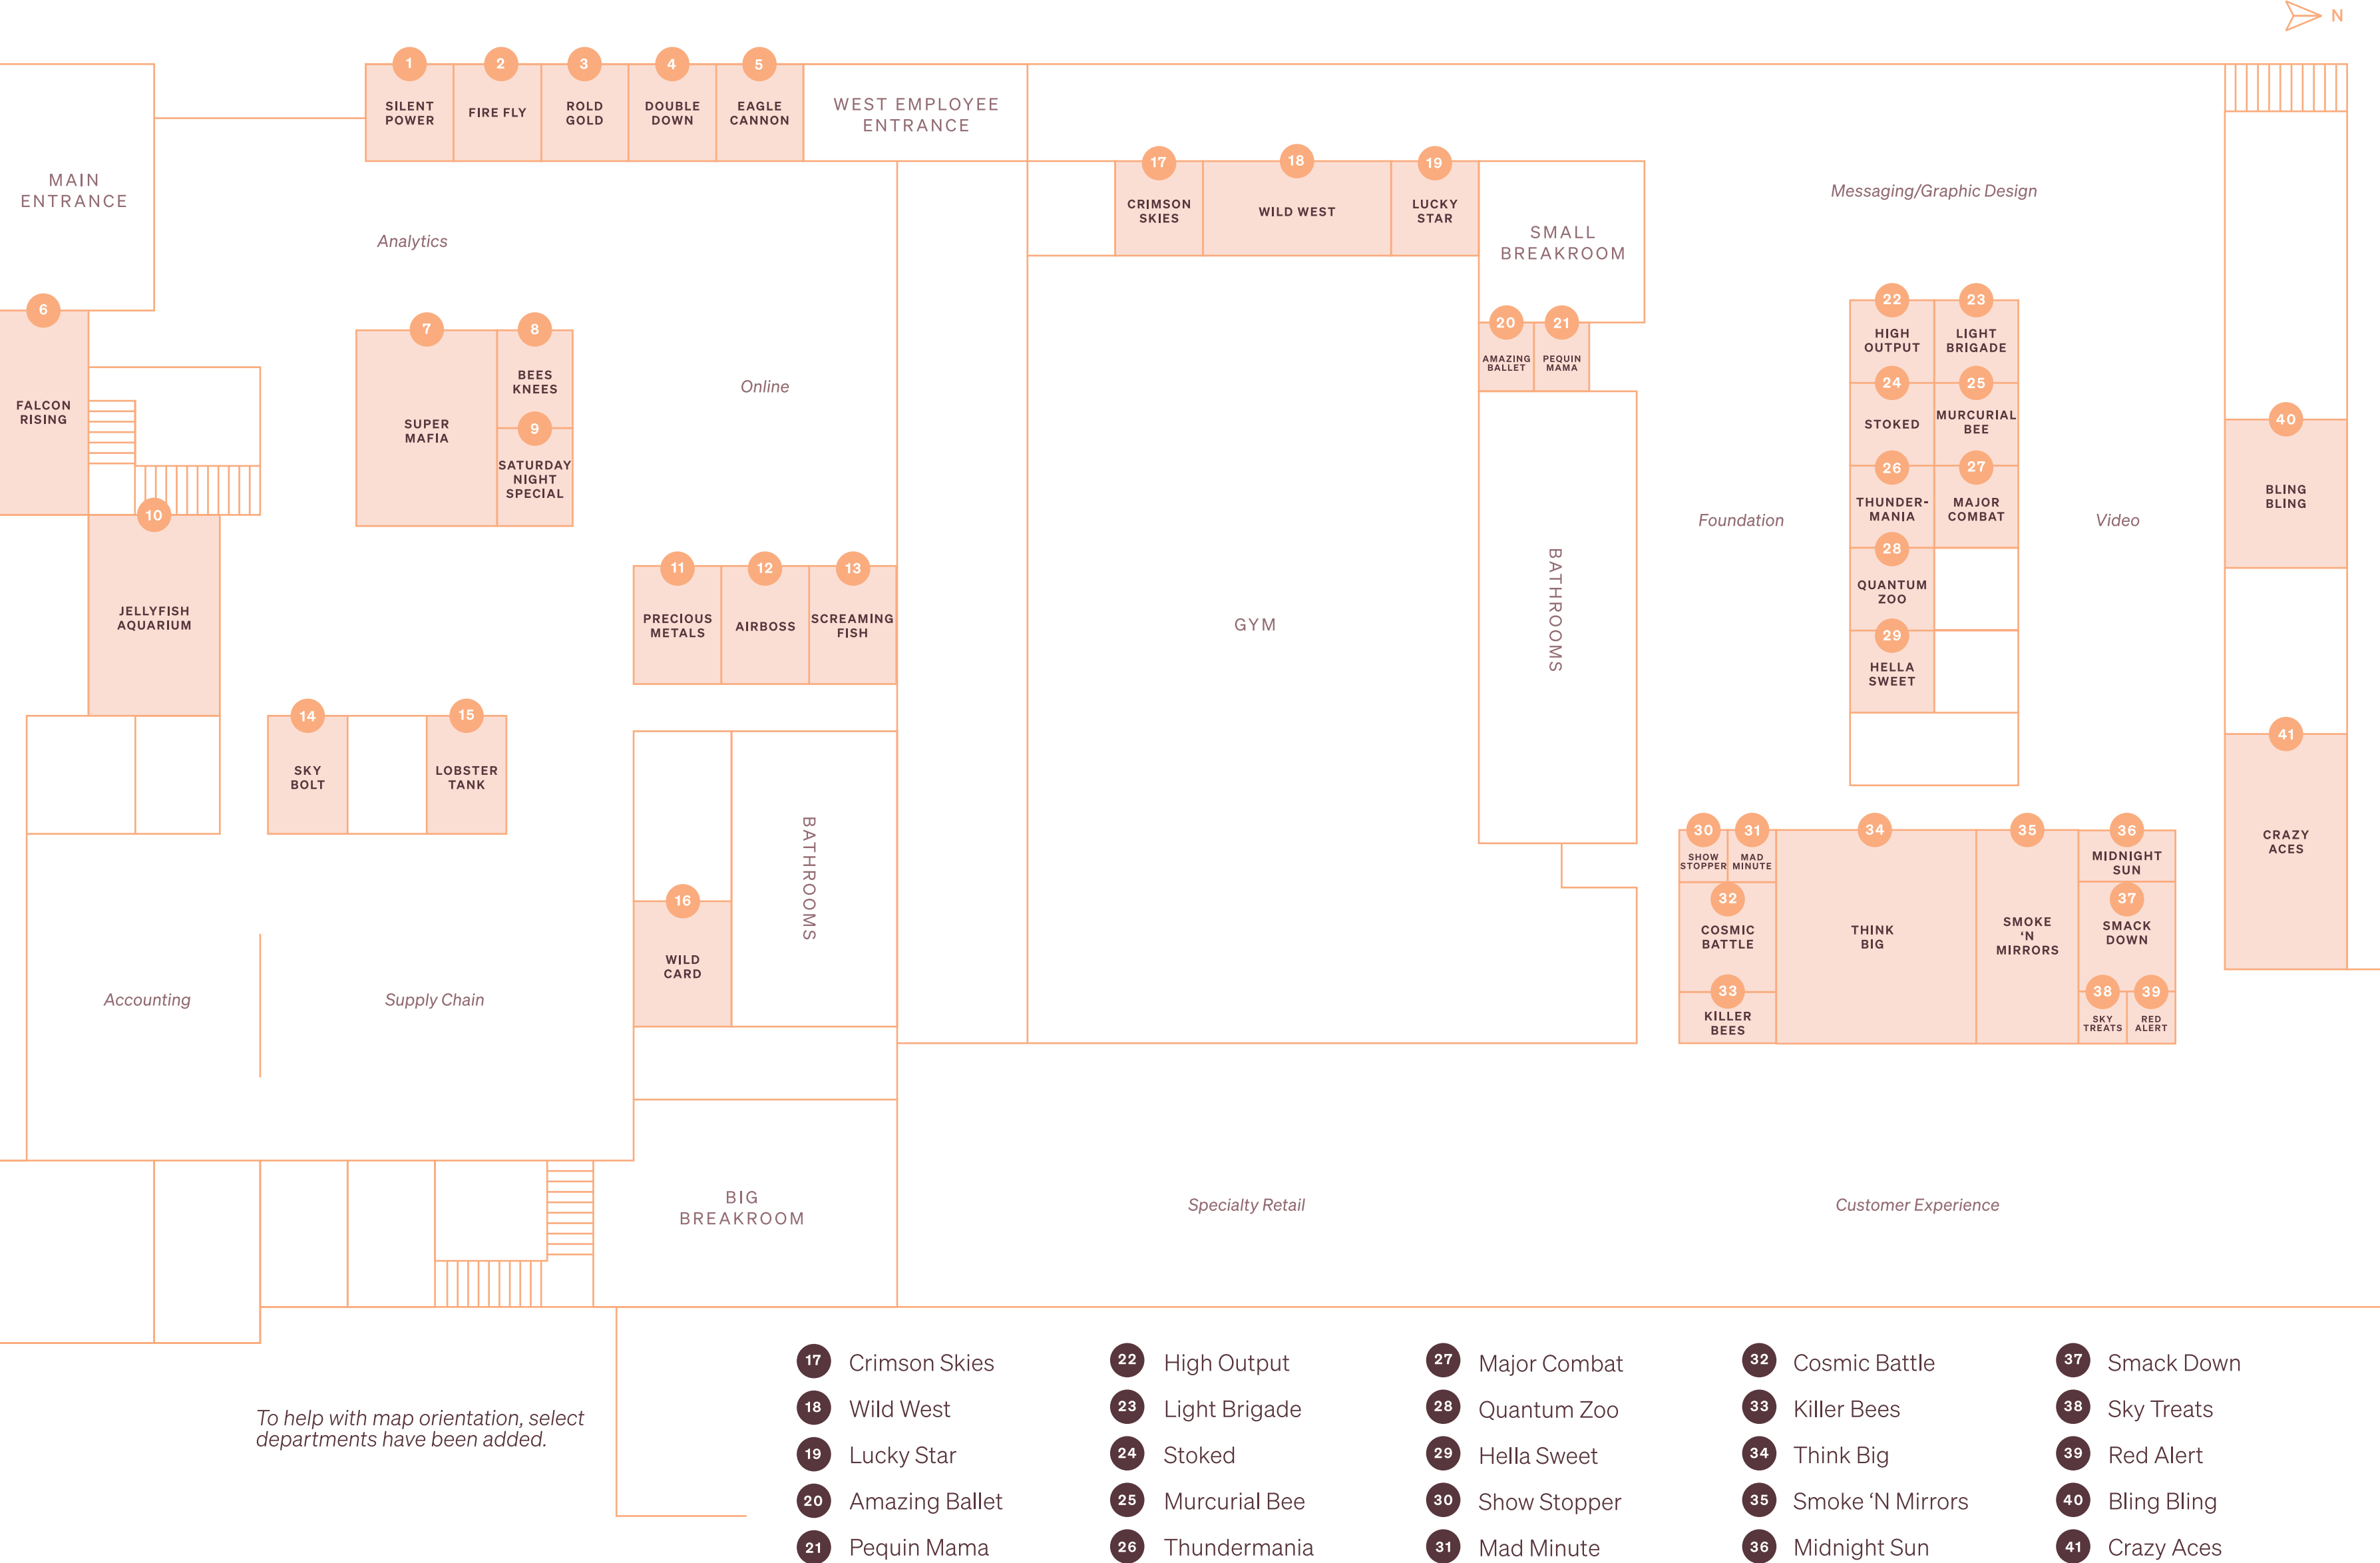 N
1
2
3
4
5
SILENT
POWER
FIRE FLY
ROLD
GOLD
DOUBLE
DOWN
EAGLE
CANNON
WEST EMPLOYEE
ENTRANCE
MAIN
ENTRANCE
Analytics
17
18
19
CRIMSON
SKIES
WILD WEST
LUCKY
STAR
SMALL
BREAKROOM
Messaging/Graphic Design
6
FALCON
RISING
7
SUPER
MAFIA
8
BEES
KNEES
9
SATURDAY
NIGHT
SPECIAL
Online
20
AMAZING
BALLET
21
PEQUIN
MAMA
22
HIGH
OUTPUT
23
LIGHT
BRIGADE
24
STOKED
25
MURCURIAL
BEE
26
THUNDER-
MANIA
27
MAJOR
COMBAT
28
QUANTUM
ZOO
29
HELLA
SWEET
Foundation
Video
40
BLING
BLING
10
JELLYFISH
AQUARIUM
11
PRECIOUS
METALS
12
AIRBOSS
13
SCREAMING
FISH
GYM
BATHROOMS
14
SKY
BOLT
15
LOBSTER
TANK
41
CRAZY
ACES
BATHROOMS
16
WILD
CARD
30
SHOW
STOPPER
31
MAD
MINUTE
32
COSMIC
BATTLE
33
KILLER
BEES
34
THINK
BIG
35
SMOKE
‘N
MIRRORS
36
MIDNIGHT
SUN
37
SMACK
DOWN
38
SKY
TREATS
39
RED
ALERT
Accounting
Supply Chain
BIG
BREAKROOM
Specialty Retail
Customer Experience
To help with map orientation, select
departments have been added.
17 Crimson Skies
18 Wild West
19 Lucky Star
20 Amazing Ballet
21 Pequin Mama
22 High Output
23 Light Brigade
24 Stoked
25 Murcurial Bee
26 Thundermania
27 Major Combat
28 Quantum Zoo
29 Hella Sweet
30 Show Stopper
31 Mad Minute
32 Cosmic Battle
33 Killer Bees
34 Think Big
35 Smoke ‘N Mirrors
36 Midnight Sun
37 Smack Down
38 Sky Treats
39 Red Alert
40 Bling Bling
41 Crazy Aces